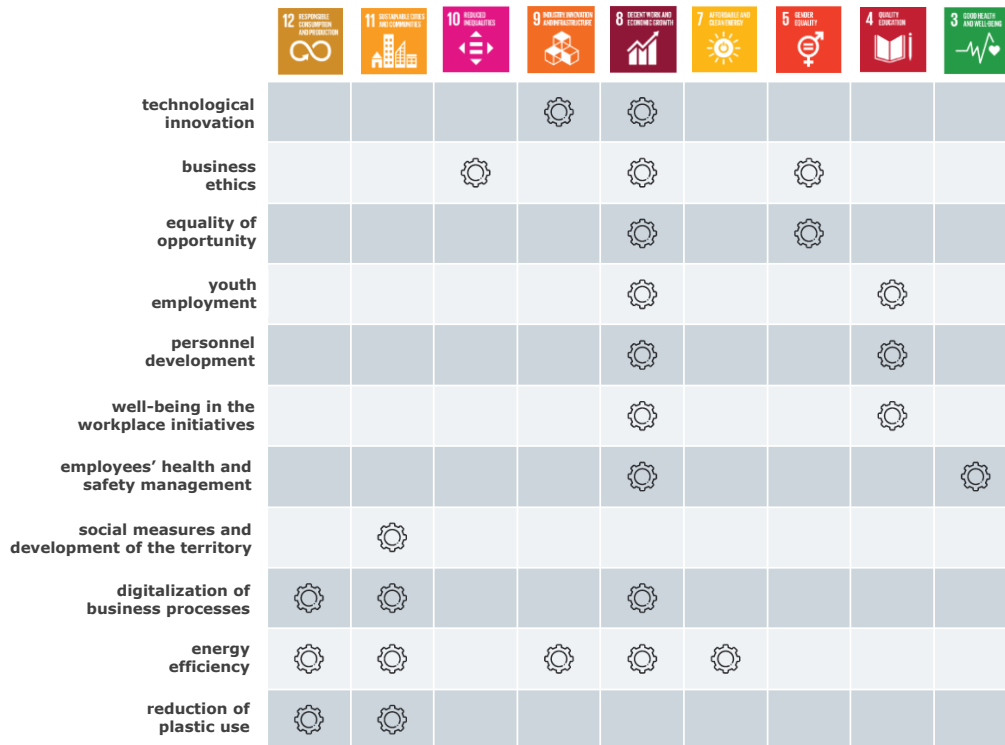 12 RESPONSIBLE
CONSUMPTION
AND PRODUCTION
11 SUSTAINABLE CITIES
AND COMMUNITIES
10 REDUCED
INEQUALITIES
9 INDUSTRY, INNOVATION
AND INFRASTRUCTURE
8 DECENT WORK AND
ECONOMIC GROWTH
7 AFFORDABLE AND
CLEAN ENERGY
5 GENDER
EQUALITY
4 QUALITY
EDUCATION
3 GOOD HEALTH
AND WELL-BEING
technological
innovation
business
ethics
equality of
opportunity
youth
employment
personnel
development
well-being in the
workplace initiatives
employees’ health and
safety management
social measures and
development of the territory
digitalization of
business processes
energy
efficiency
reduction of
plastic use